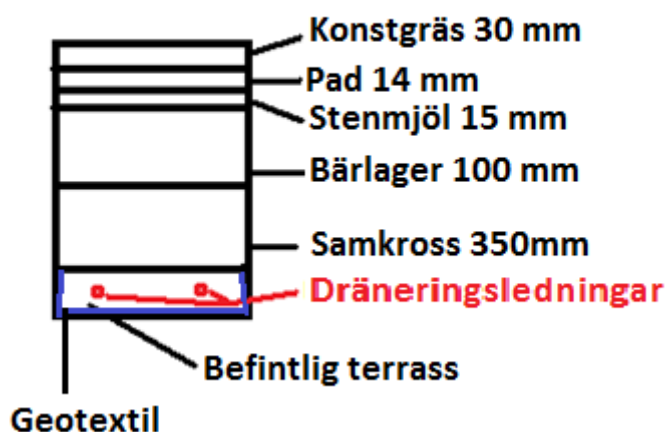 Konstgräs 30 mm
Pad 14 mm
Stenmjöl 15 mm
Bärlager 100 mm
Samkross 350mm
Dräneringsledningar
Befintlig terrass
Geotextil